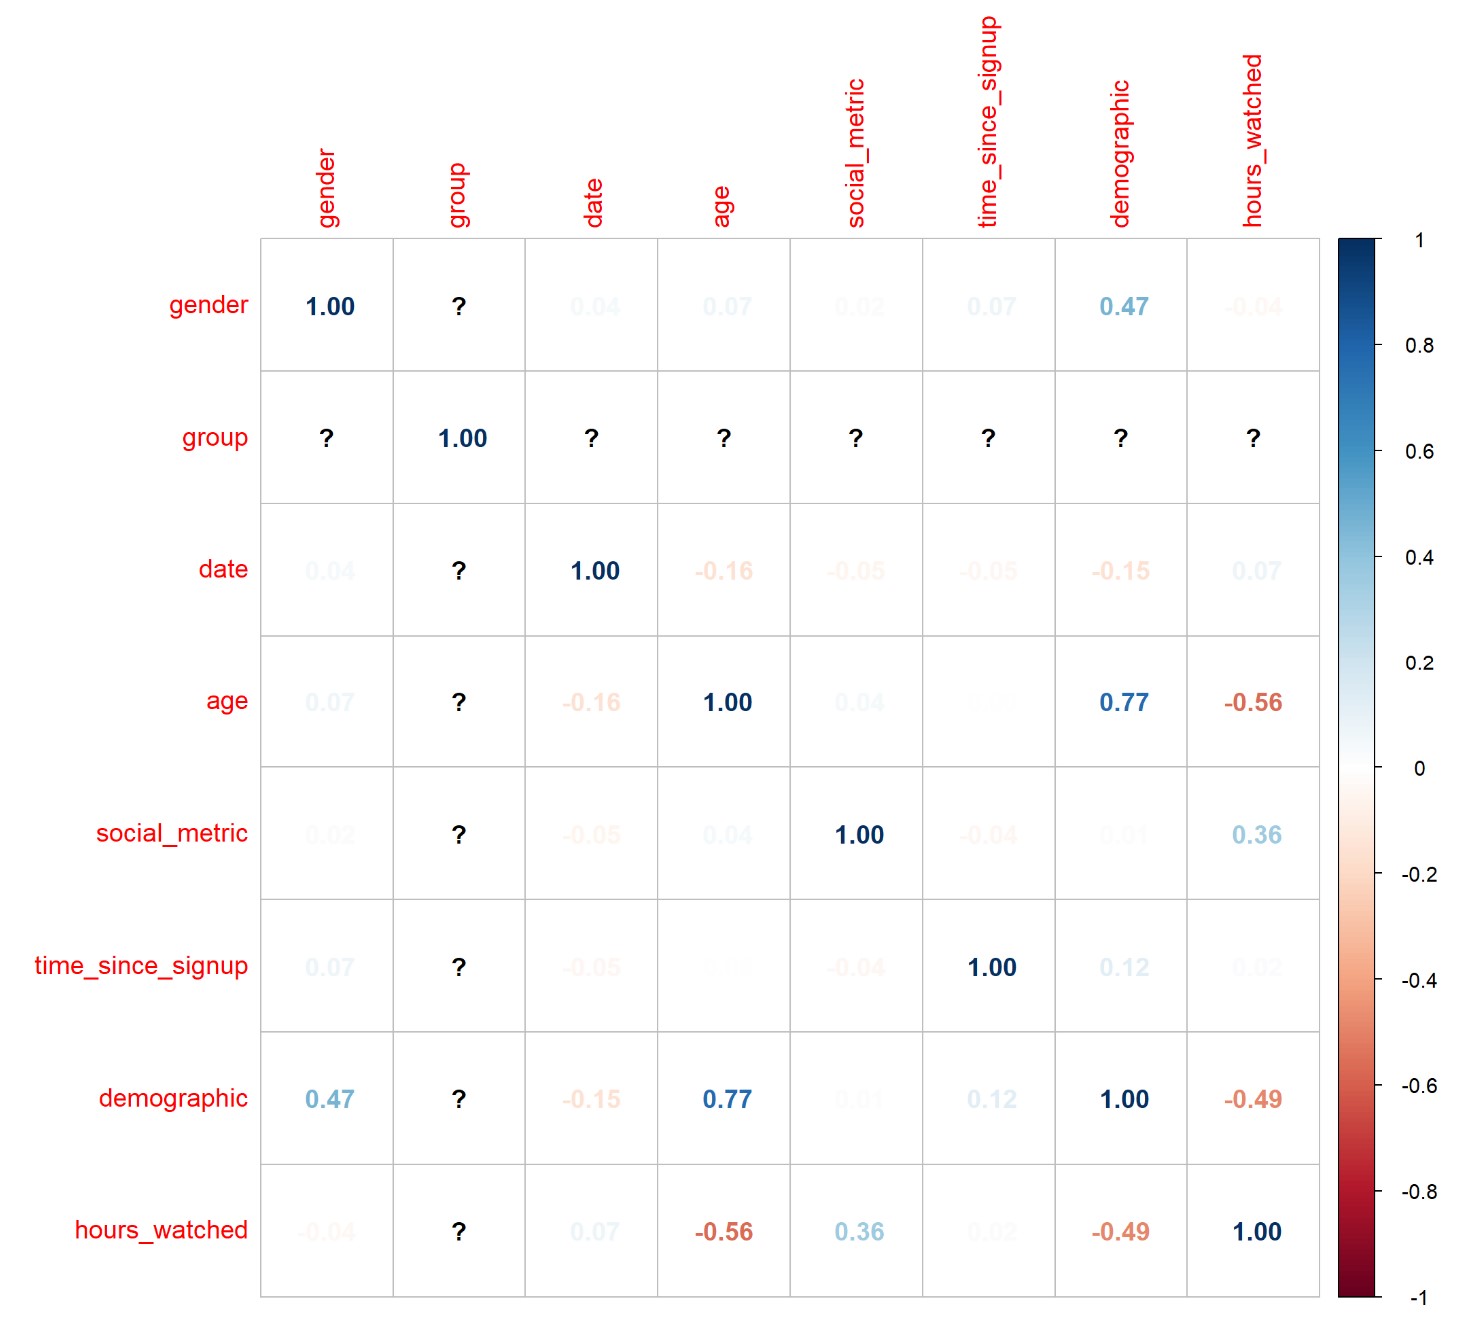 gender group date age social_metric time_since_signup demographic hours_watched
gender 1.00 ? 0.04 0.07 0.02 0.07 0.47 -0.04
group ? 1.00 ? ? ? ? ? ?
date 0.04 ? 1.00 -0.16 -0.05 -0.05 -0.15 0.07
age 0.07 ? -0.16 1.00 0.04 0.77 -0.56
social_metric 0.02 ? -0.05 0.04 1.00 -0.04 0.01 0.36
time_since_signup 0.07 ? -0.05 -0.04 1.00 0.12 0.02
demographic 0.47 ? -0.15 0.77 0.01 0.12 1.00 -0.49
hours_watched -0.04 ? 0.07 -0.56 0.36 0.02 -0.49 1.00
1
0.8
0.6
0.4
0.2
0
-0.2
-0.4
-0.6
-0.8
-1